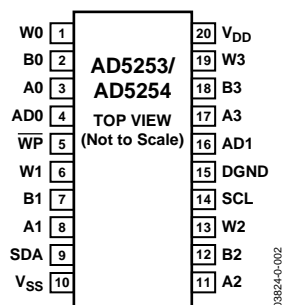 W0 1
B0 2
A0 3
AD0 4
WP 5
W1 6
B1 7
A1 8
SDA 9
VSS 10
AD5253/
AD5254
TOP VIEW
(Not to Scale)
20 VDD
19 W3
18 B3
17 A3
16 AD1
15 DGND
14 SCL
13 W2
12 B2
11 A2
03824-0-002